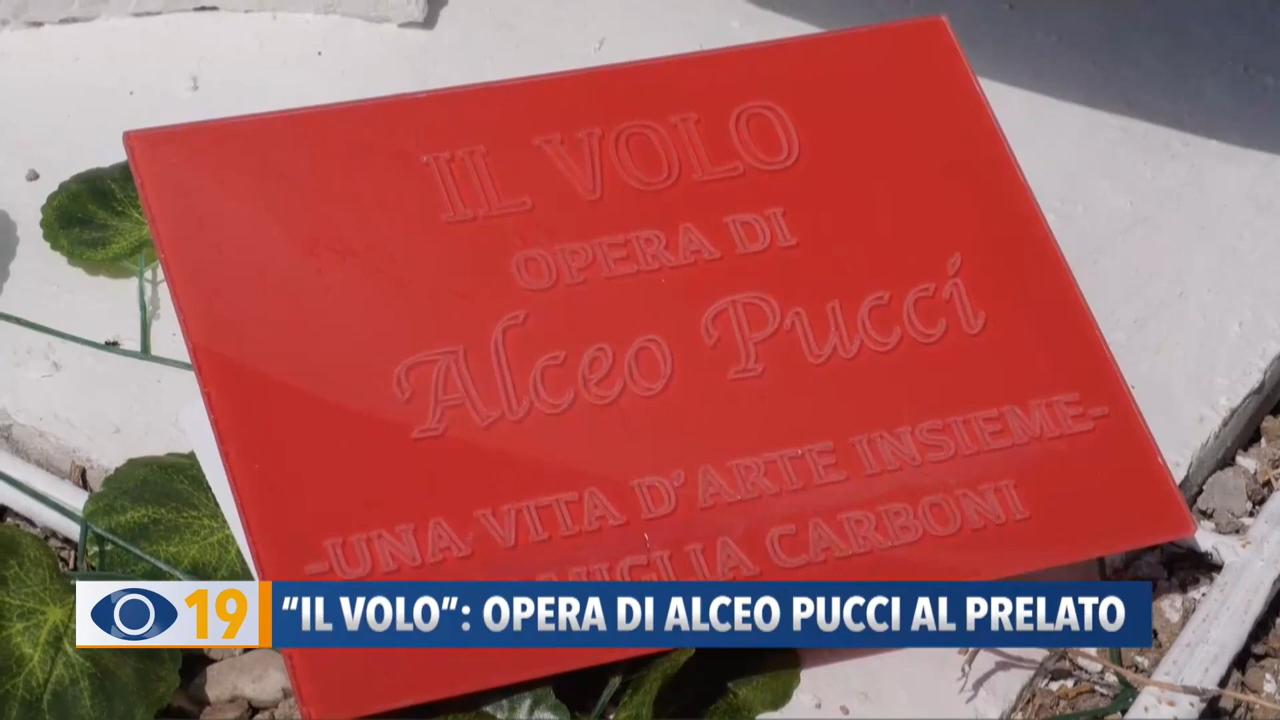 IL VOLO
OPERA DI
Alceo Pucci
-UNA VITA D'ARTE INSIEME-
CARBONI
19
“IL VOLO”: OPERA DI ALCEO PUCCI AL PRELATO